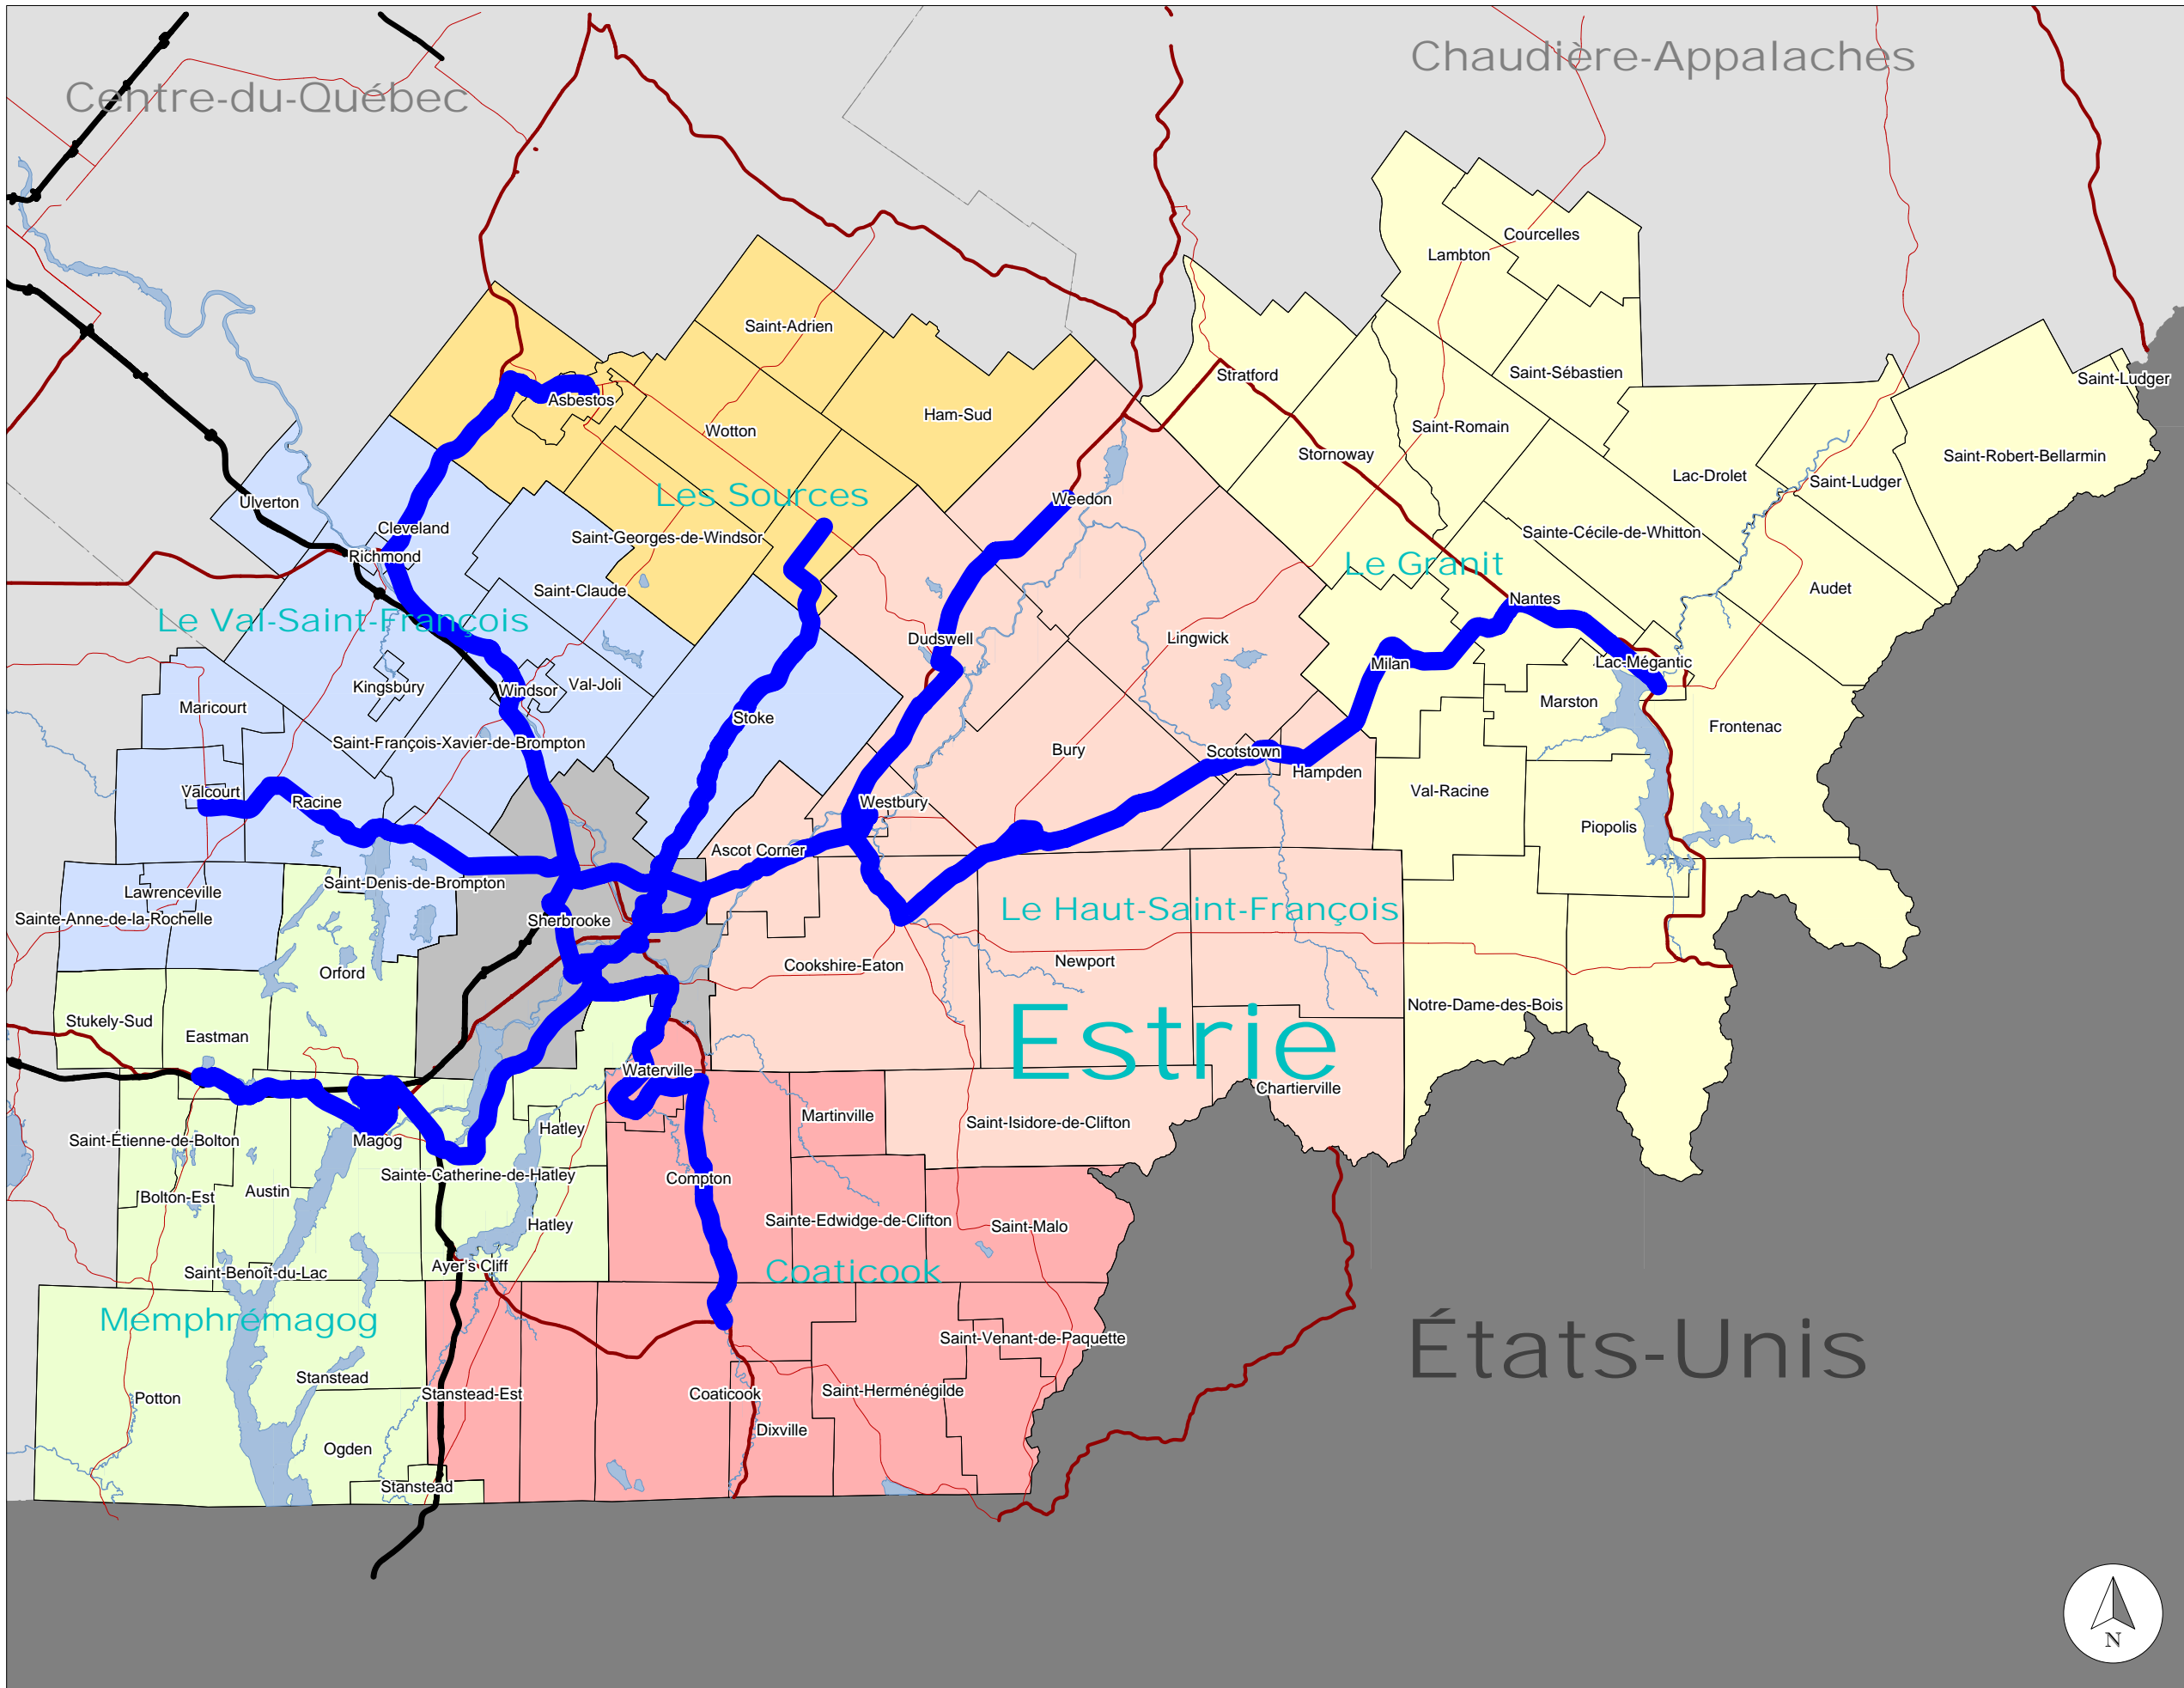 Chaudière-Appalaches
Centre-du-Québec
Courcelles
Lambton
Saint-Adrien
Saint-Sébastien
Stratford
Saint-Ludger
Asbestos
Ham-Sud
Wotton
Saint-Romain
Stornoway
Saint-Robert-Bellarmin
Lac-Drolet
Saint-Ludger
Les Sources
Weedon
Ulverton
Cleveland
Sainte-Cécile-de-Whitton
Saint-Georges-de-Windsor
Richmond
Le Granit
Saint-Claude
Audet
Nantes
Le Val-Saint-François
Dudswell
Lingwick
Milan
Lac-Mégantic
Kingsbury
Windsor
Val-Joli
Marston
Maricourt
Stoke
Frontenac
Saint-François-Xavier-de-Brompton
Bury
Scotstown
Hampden
Valcourt
Racine
Westbury
Val-Racine
Piopolis
Ascot Corner
Saint-Denis-de-Brompton
Lawrenceville
Le Haut-Saint-François
Sainte-Anne-de-la-Rochelle
Sherbrooke
Newport
Cookshire-Eaton
Orford
Notre-Dame-des-Bois
Stukely-Sud
Eastman
Estrie
Waterville
Chartierville
Martinville
Saint-Isidore-de-Clifton
Hatley
Saint-Étienne-de-Bolton
Magog
Sainte-Catherine-de-Hatley
Compton
Austin
Bolton-Est
Sainte-Edwidge-de-Clifton
Hatley
Saint-Malo
Ayer's Cliff
Saint-Benoît-du-Lac
Coaticook
Memphrémagog
Saint-Venant-de-Paquette
États-Unis
Stanstead
Saint-Herménégilde
Stanstead-Est
Coaticook
Potton
Dixville
Ogden
Stanstead
N